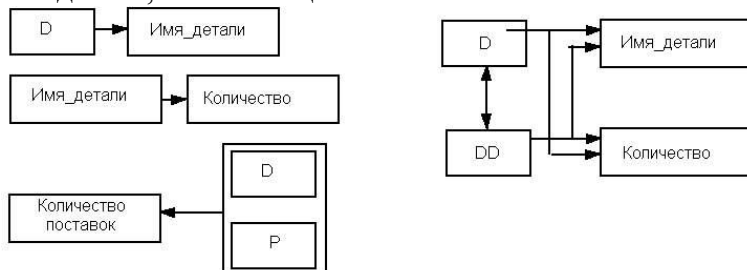 D
Имя_детали
Имя_детали
Количество
D
Количество
поставок
P
D
Имя_детали
DD
Количество